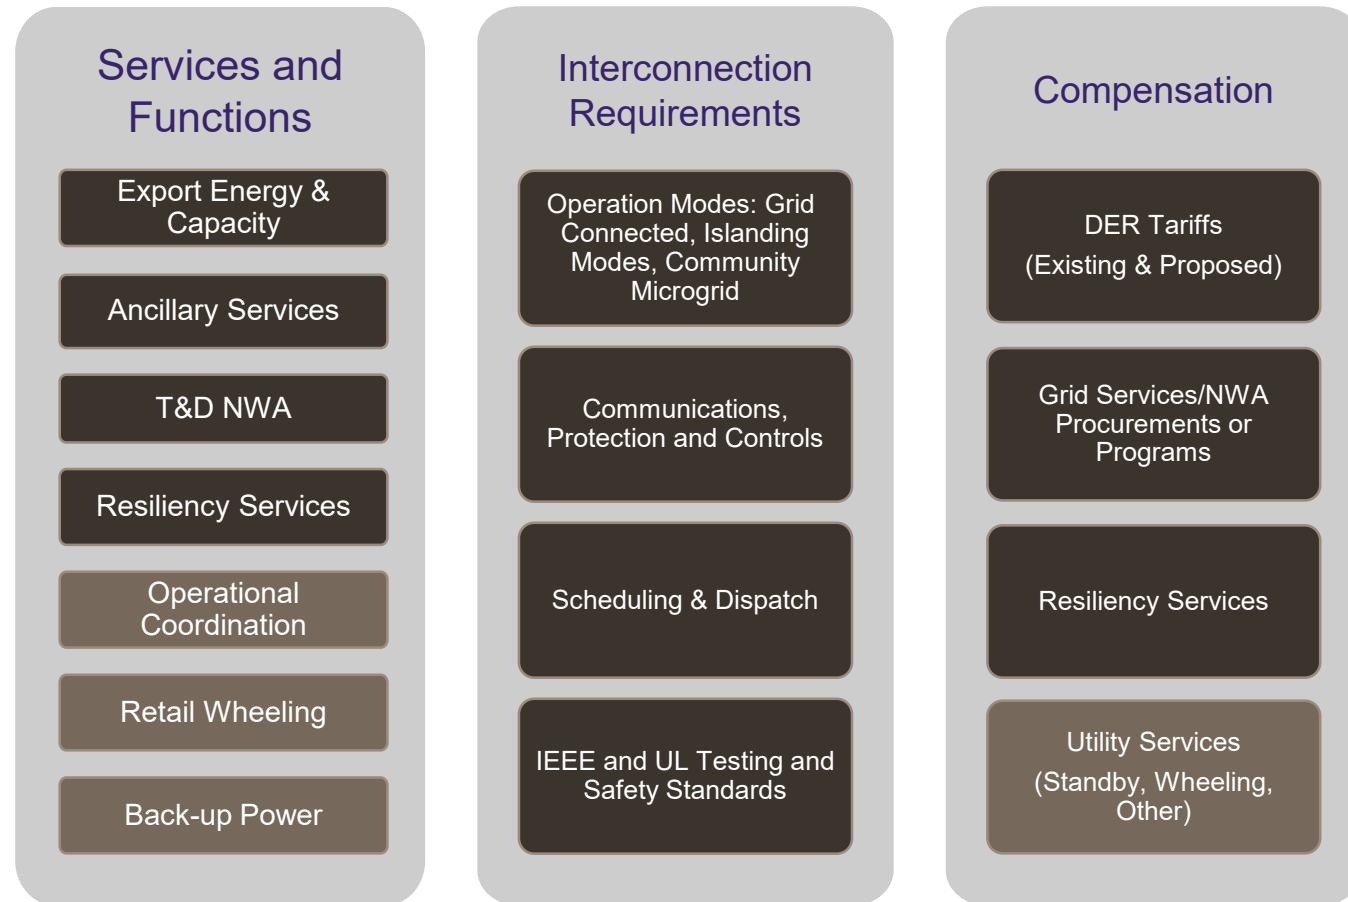 Services and
Functions
Export Energy &
Capacity
Ancillary Services
T&D NWA
Resiliency Services
Operational
Coordination
Retail Wheeling
Back-up Power
Interconnection
Requirements
Operation Modes: Grid
Connected, Islanding
Modes, Community
Microgrid
Communications,
Protection and Controls
Scheduling & Dispatch
IEEE and UL Testing and
Safety Standards
Compensation
DER Tariffs
(Existing & Proposed)
Grid Services/NWA
Procurements or
Programs
Resiliency Services
Utility Services
(Standby, Wheeling,
Other)